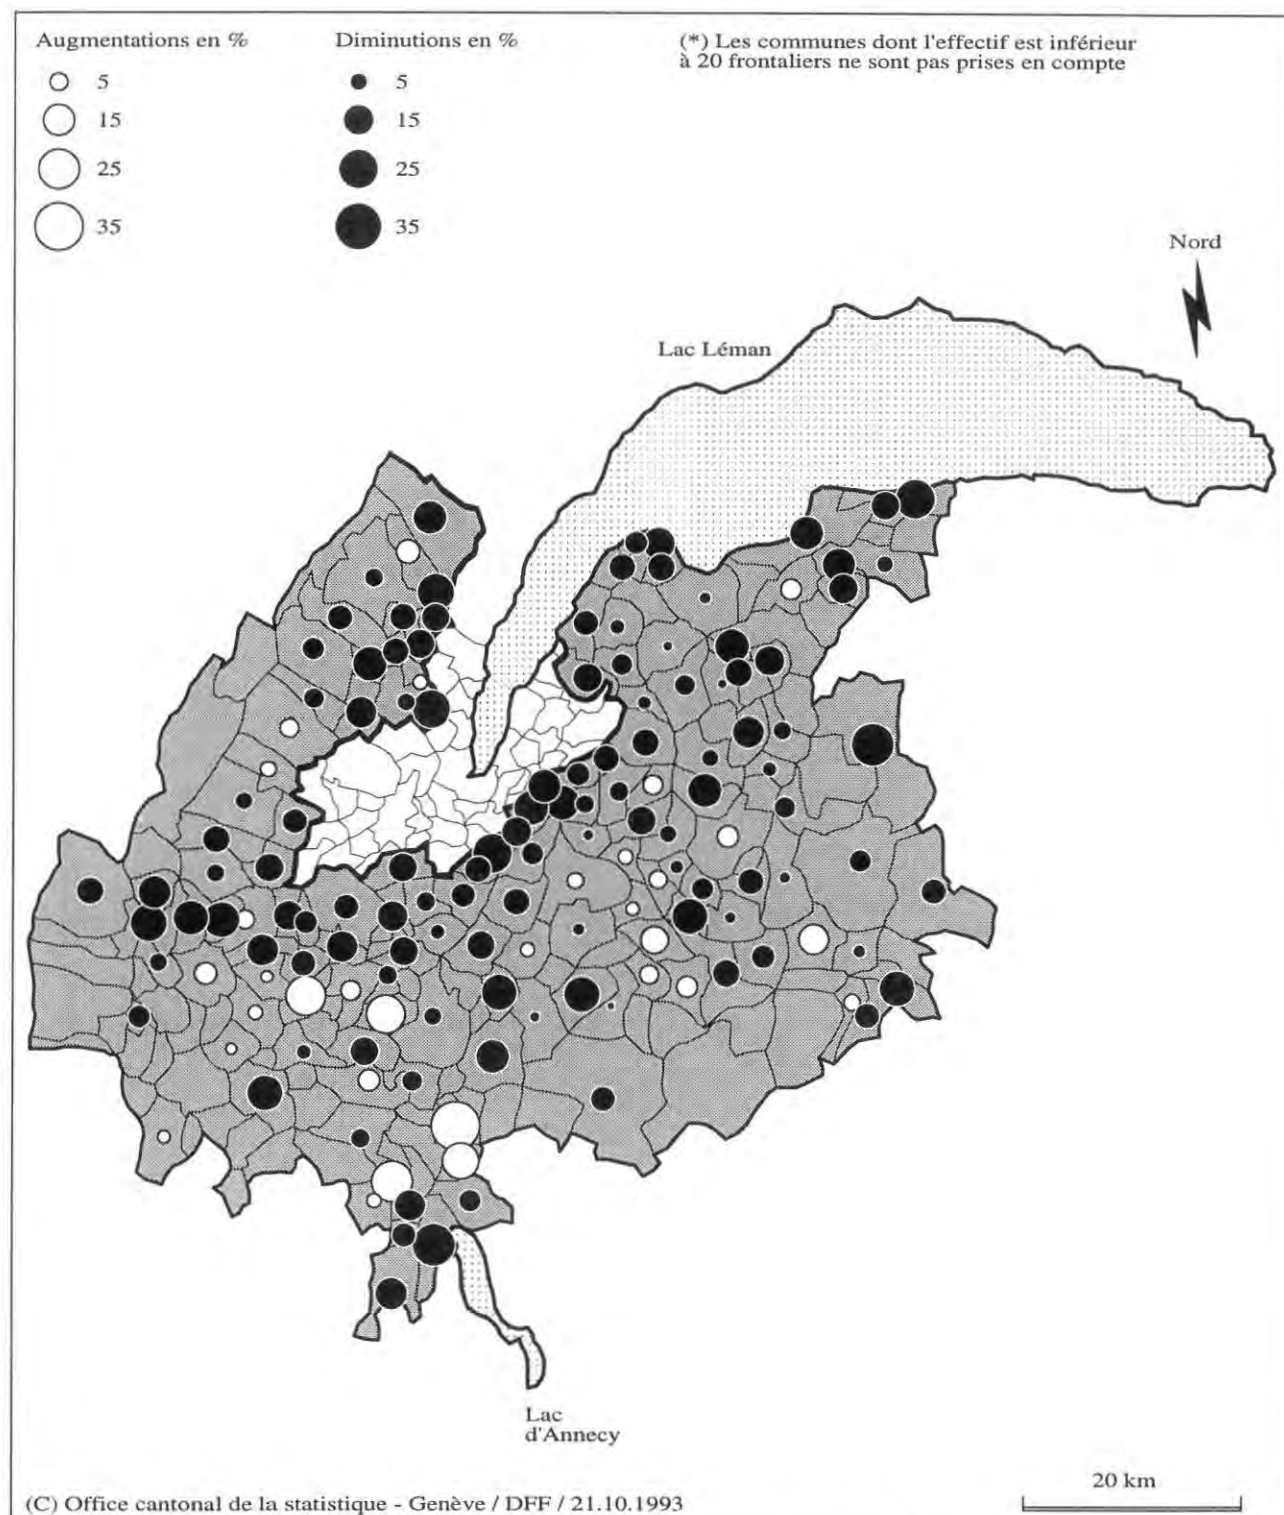 Augmentations en %
5
15
25
35
Diminutions en %
5
15
25
35
(*) Les communes dont l'effectif est inférieur
à 20 frontaliers ne sont pas prises en compte
Nord
Lac Léman
Lac
d'Annecy
20 km
(C) Office cantonal de la statistique - Genève / DFF / 21.10.1993